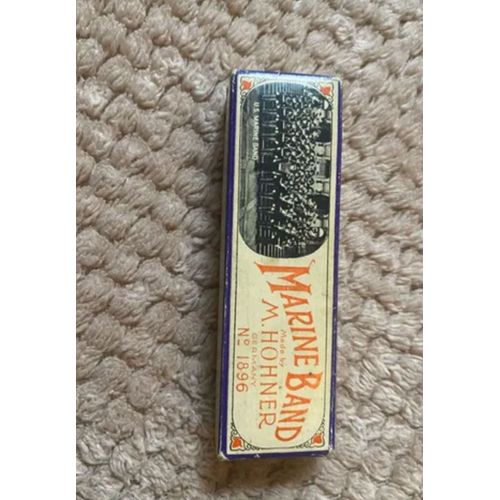 U.S. MARINE BAND
MARINE BAND
Made by
M. HOHNER
GERMANY
Nº 1896